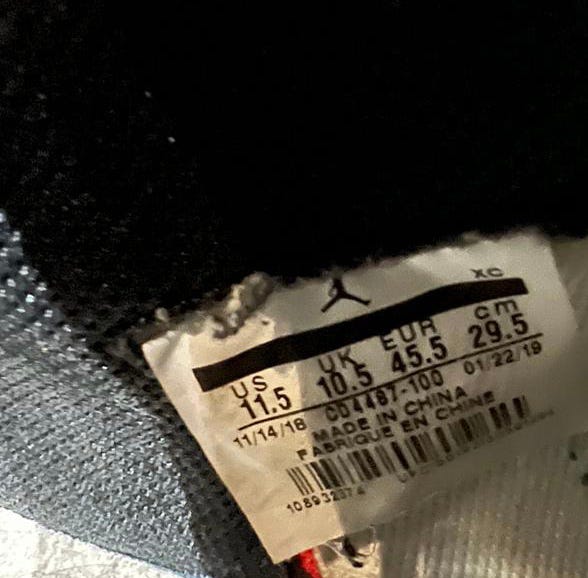 XC
US UK EUR cm
11.5 10.5 45.5 29.5
11/14/18 CD4487-100 01/22/19
MADE IN CHINA
FABRIQUE EN CHINE